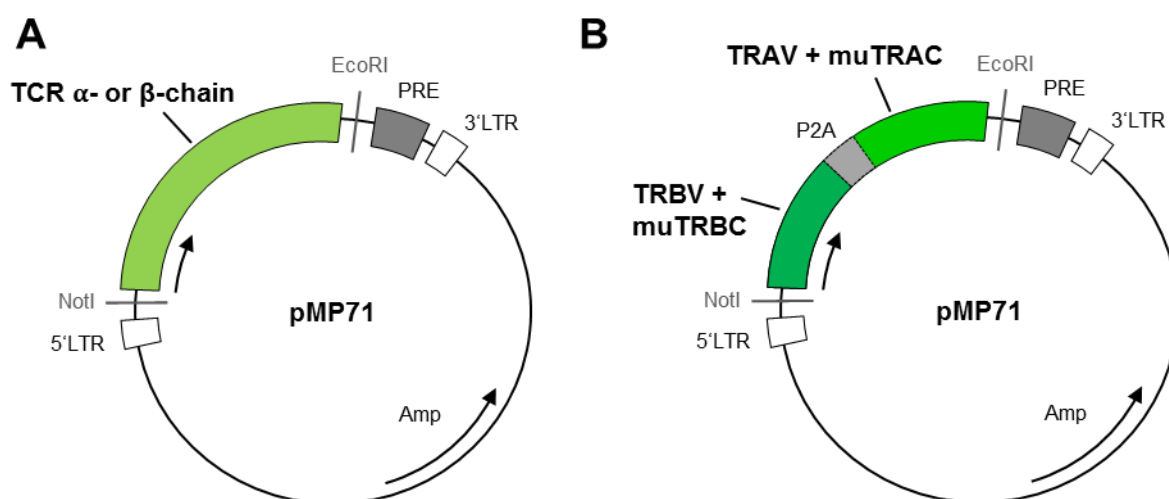 A
TCR α- or β-chain
EcoRI
PRE
3‘LTR
NotI
5‘LTR
pMP71
Amp
B
TRAV + muTRAC
EcoRI
PRE
3‘LTR
P2A
TRBV +
muTRBC
NotI
5‘LTR
pMP71
Amp